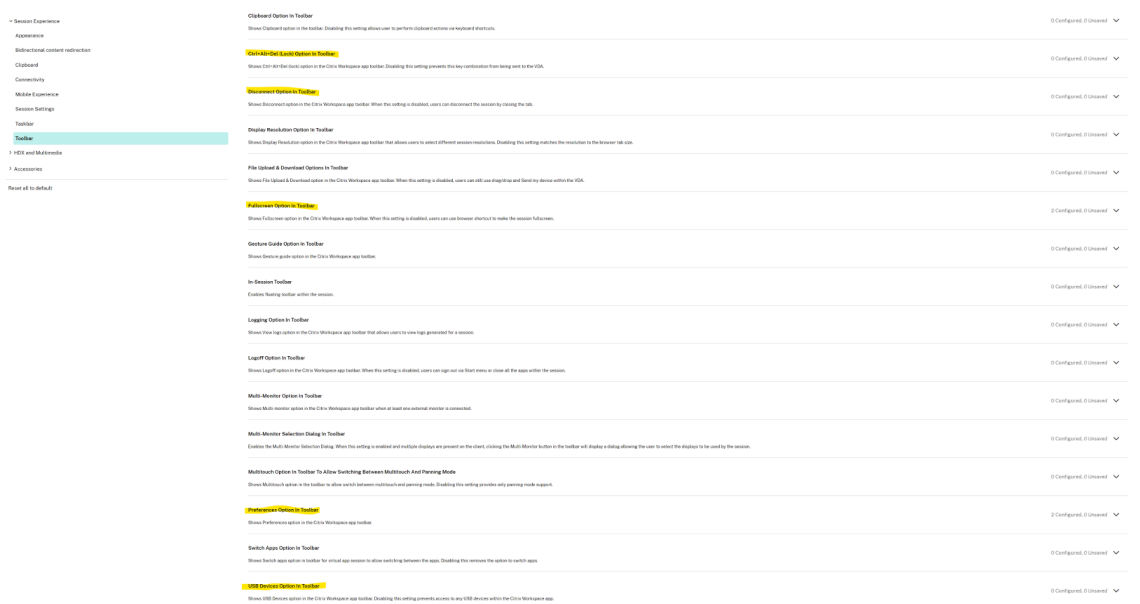 Session Experience
Appearance
Bidirectional content redirection
Clipboard
Connectivity
Mobile Experience
Session Settings
Taskbar
Toolbar
HDX and Multimedia
Accessories
Reset all to default
Clipboard Option In Toolbar
0 Configured, 0 Unsaved
Shows Clipboard option in the toolbar. Disabling this setting allows user to perform clipboard actions via keyboard shortcuts.
Ctrl+Alt+Del (Lock) Option In Toolbar
0 Configured, 0 Unsaved
Shows Ctrl+Alt+Del (lock) option in the Citrix Workspace app toolbar. Disabling this setting prevents this key combination from being sent to the VDA.
Disconnect Option In Toolbar
0 Configured, 0 Unsaved
Shows Disconnect option in the Citrix Workspace app toolbar. When this setting is disabled, users can disconnect the session by closing the tab.
Display Resolution Option In Toolbar
0 Configured, 0 Unsaved
Shows Display Resolution option in the Citrix Workspace app toolbar that allows users to select different session resolutions. Disabling this setting matches the resolution to the browser tab size.
File Upload & Download Options In Toolbar
0 Configured, 0 Unsaved
Shows File Upload & Download option in the Citrix Workspace app toolbar. When this setting is disabled, users can still use drag/drop and Send my device within the VDA.
Fullscreen Option In Toolbar
2 Configured, 0 Unsaved
Shows Fullscreen option in the Citrix Workspace app toolbar. When this setting is disabled, users can use browser shortcut to make the session fullscreen.
Gesture Guide Option In Toolbar
0 Configured, 0 Unsaved
Shows Gesture guide option in the Citrix Workspace app toolbar.
In-Session Toolbar
0 Configured, 0 Unsaved
Enables floating toolbar within the session.
Logging Option In Toolbar
0 Configured, 0 Unsaved
Shows View logs option in the Citrix Workspace app toolbar that allows users to view logs generated for a session.
Logoff Option In Toolbar
0 Configured, 0 Unsaved
Shows Logoff option in the Citrix Workspace app toolbar. When this setting is disabled, users can sign out via Start menu or close all the apps within the session.
Multi-Monitor Option In Toolbar
0 Configured, 0 Unsaved
Shows Multi-monitor option in the Citrix Workspace app toolbar when at least one external monitor is connected.
Multi-Monitor Selection Dialog In Toolbar
0 Configured, 0 Unsaved
Enables the Multi-Monitor Selection Dialog. When this setting is enabled and multiple displays are present on the client, clicking the Multi-Monitor button in the toolbar will display a dialog allowing the user to select the displays to be used by the session.
Multitouch Option In Toolbar To Allow Switching Between Multitouch And Panning Mode
0 Configured, 0 Unsaved
Shows Multitouch option in the toolbar to allow switch between multitouch and panning mode. Disabling this setting provides only panning mode support.
Preferences Option In Toolbar
2 Configured, 0 Unsaved
Shows Preferences option in the Citrix Workspace app toolbar.
Switch Apps Option In Toolbar
0 Configured, 0 Unsaved
Shows Switch apps option in toolbar for virtual app session to allow switching between the apps. Disabling this removes the option to switch apps.
USB Devices Option In Toolbar
0 Configured, 0 Unsaved
Shows USB Devices option in the Citrix Workspace app toolbar. Disabling this setting prevents access to any USB devices within the Citrix Workspace app.